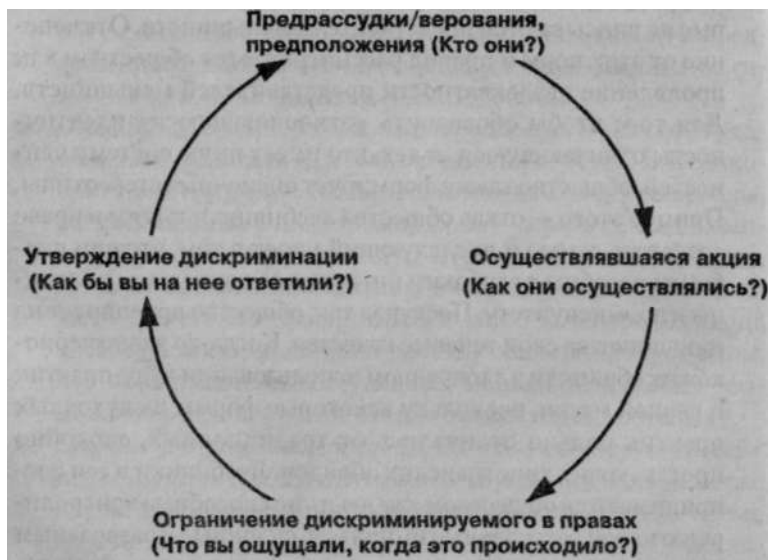 Предрассудки/верования,
предположения (Кто они?)
Утверждение дискриминации
(Как бы вы на нее ответили?)
Осуществлявшаяся акция
(Как они осуществлялись?)
Ограничение дискриминируемого в правах
(Что вы ощущали, когда это происходило?)